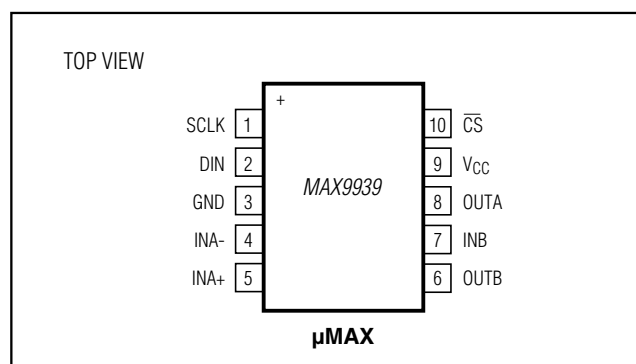 TOP VIEW
+
SCLK 1
DIN 2
GND 3
INA- 4
INA+ 5
MAX9939
10 C̅S̅
9 VCC
8 OUTA
7 INB
6 OUTB
µMAX